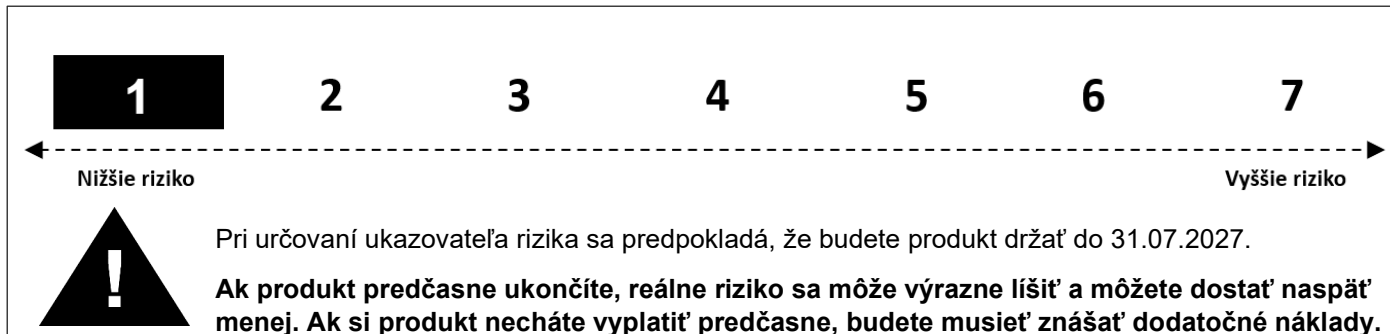 1 2 3 4 5 6 7
Nižšie riziko Vyššie riziko
!
Pri určovaní ukazovateľa rizika sa predpokladá, že budete produkt držať do 31.07.2027.
Ak produkt predčasne ukončíte, reálne riziko sa môže výrazne líšiť a môžete dostať naspäť
menej. Ak si produkt necháte vyplatiť predčasne, budete musieť znášať dodatočné náklady.